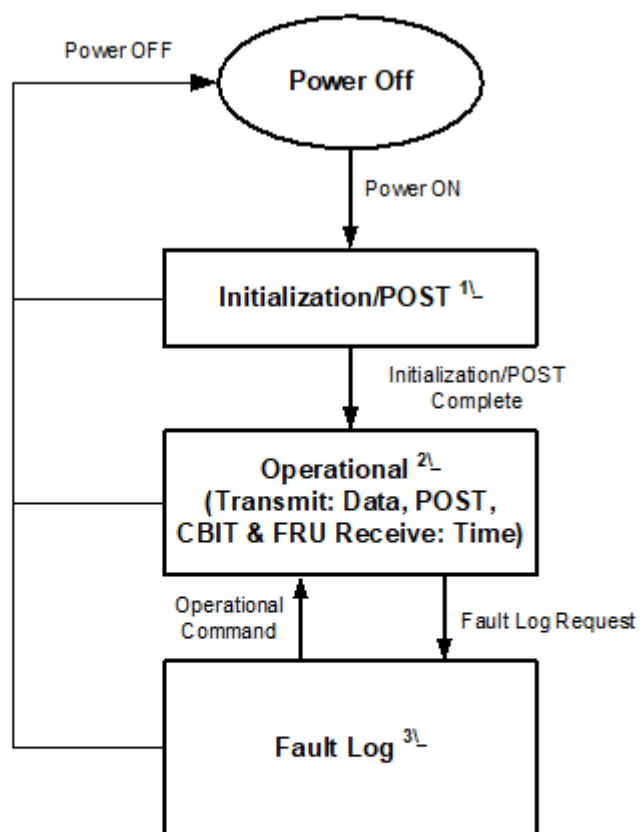 Power OFF
Power Off
Power ON
Initialization/POST 1\_
Initialization/POST
Complete
Operational 2\_
(Transmit: Data, POST,
CBIT & FRU Receive: Time)
Operational
Command
Fault Log Request
Fault Log 3\_